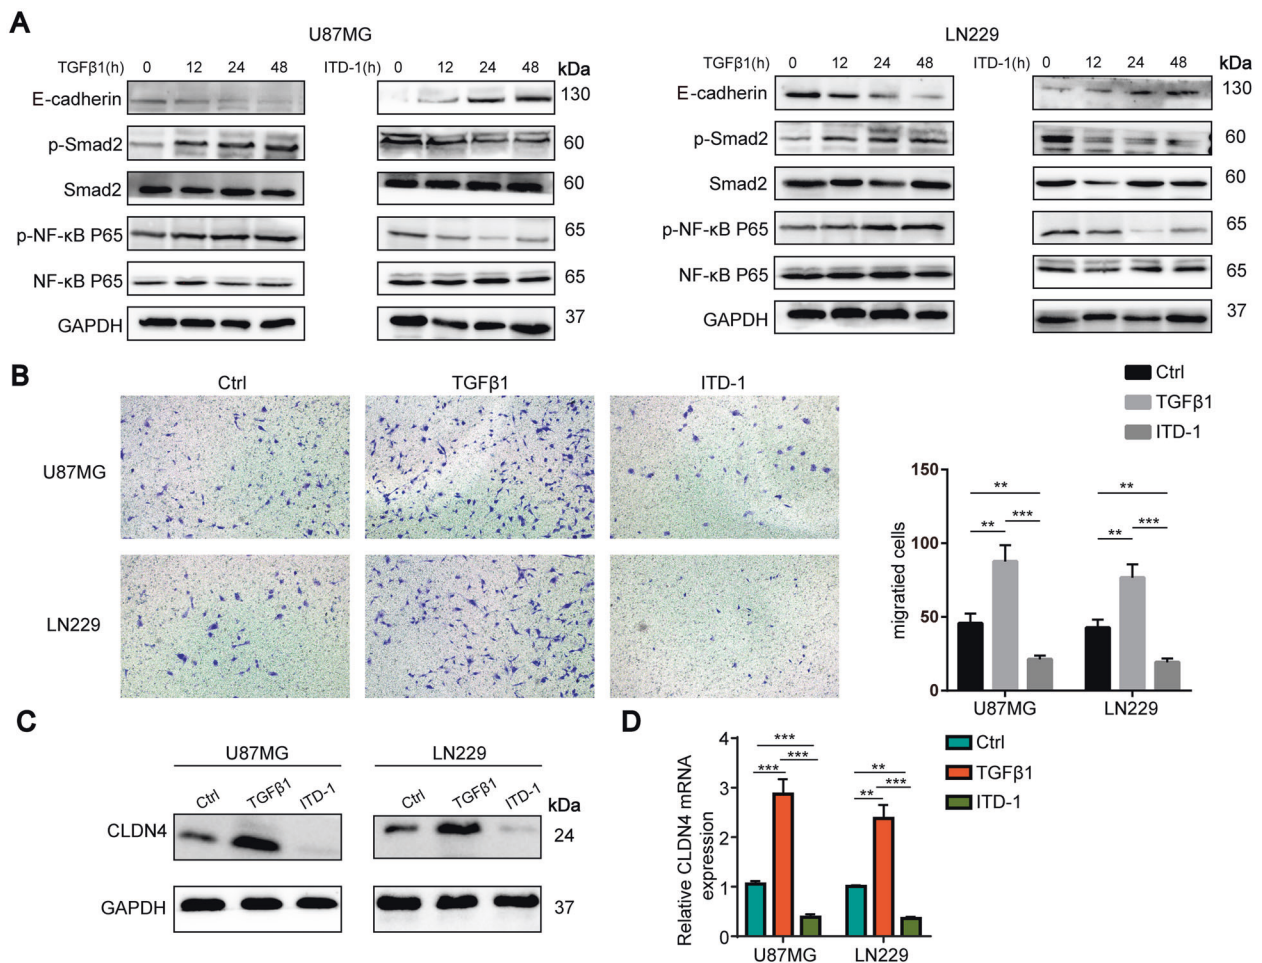 A
U87MG
LN229
TGFβ1(h) 0 12 24 48 ITD-1(h) 0 12 24 48 kDa
TGFβ1(h) 0 12 24 48 ITD-1(h) 0 12 24 48 kDa
E-cadherin 130
E-cadherin 130
p-Smad2 60
p-Smad2 60
Smad2 60
Smad2 60
p-NF-κB P65 65
p-NF-κB P65 65
NF-κB P65 65
NF-κB P65 65
GAPDH 37
GAPDH 37
B
Ctrl TGFβ1 ITD-1
U87MG
LN229
Ctrl
TGFβ1
ITD-1
150
100
50
0
migratied cells
** ** ***
** ** ***
U87MG LN229
C
U87MG LN229
Ctrl TGFβ1 ITD-1 Ctrl TGFβ1 ITD-1 kDa
CLDN4 24
GAPDH 37
D
Relative CLDN4 mRNA
expression
4
3
2
1
0
*** *** ***
** ** ***
U87MG LN229
Ctrl
TGFβ1
ITD-1